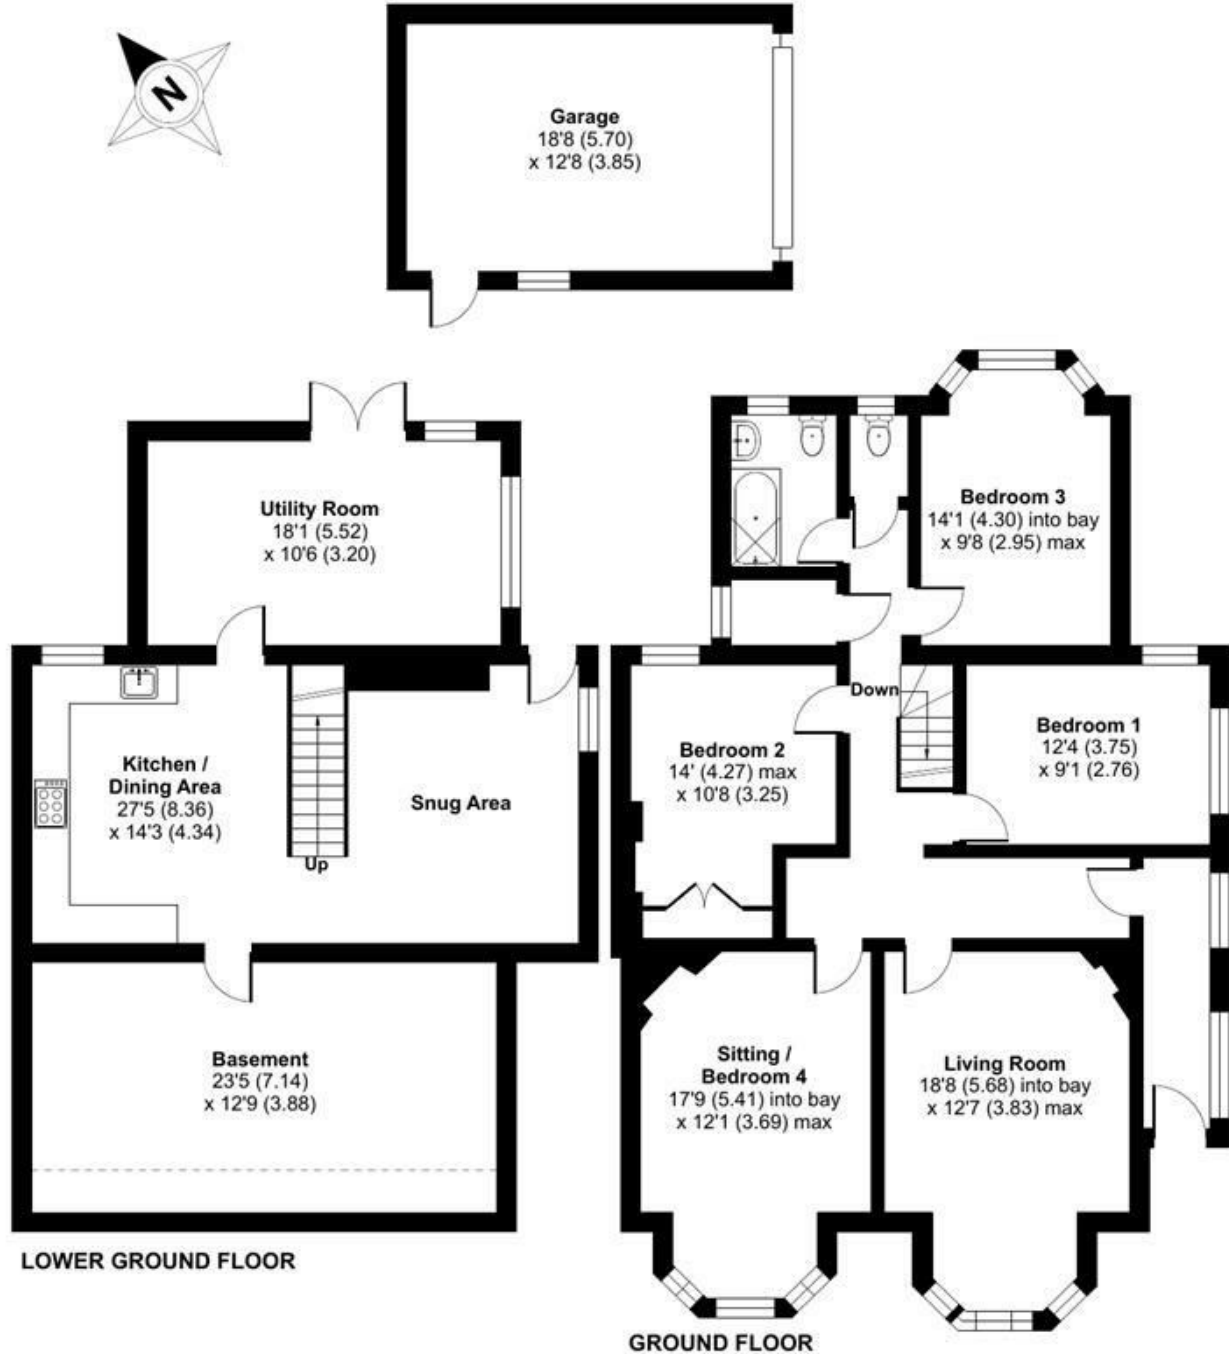 N
Garage
18'8 (5.70)
x 12'8 (3.85)
Utility Room
18'1 (5.52)
x 10'6 (3.20)
Kitchen /
Dining Area
27'5 (8.36)
x 14'3 (4.34)
Up
Snug Area
Basement
23'5 (7.14)
x 12'9 (3.88)
LOWER GROUND FLOOR
Bedroom 3
14'1 (4.30) into bay
x 9'8 (2.95) max
Down
Bedroom 1
12'4 (3.75)
x 9'1 (2.76)
Bedroom 2
14' (4.27) max
x 10'8 (3.25)
Sitting /
Bedroom 4
17'9 (5.41) into bay
x 12'1 (3.69) max
Living Room
18'8 (5.68) into bay
x 12'7 (3.83) max
GROUND FLOOR